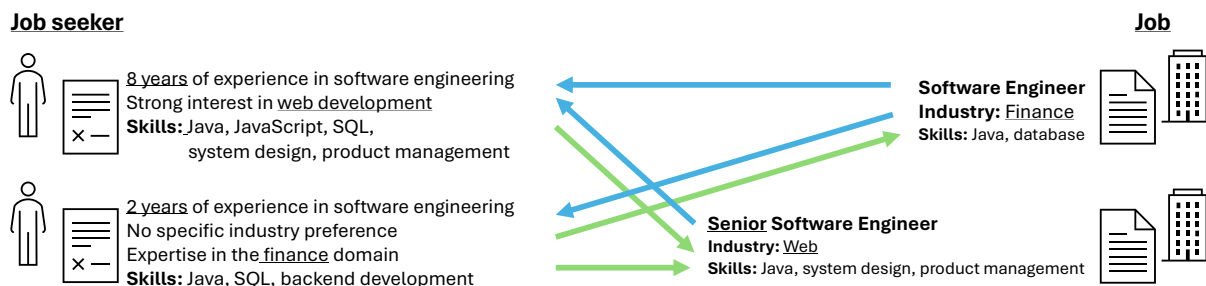 Job seeker
Job
8 years of experience in software engineering
Strong interest in web development
Skills: Java, JavaScript, SQL,
system design, product management
Software Engineer
Industry: Finance
Skills: Java, database
2 years of experience in software engineering
No specific industry preference
Expertise in the finance domain
Skills: Java, SQL, backend development
Senior Software Engineer
Industry: Web
Skills: Java, system design, product management